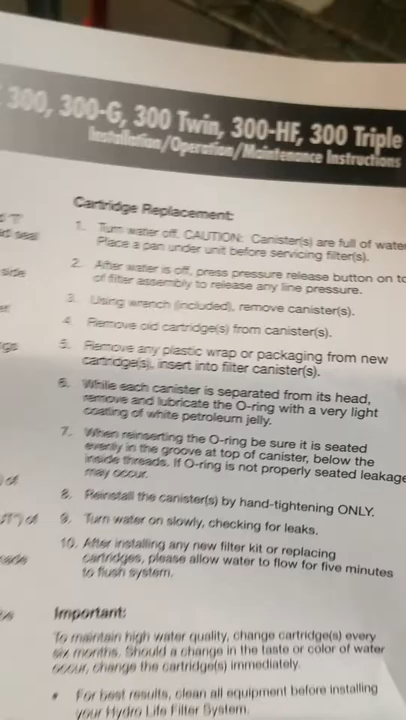 300, 300-G, 300 Twin, 300-HF, 300 Triple
Installation/Operation/Maintenance Instructions
Cartridge Replacement:
1. Turn water off. CAUTION: Canister(s) are full of water
Place a pan under unit before servicing filter(s).
2. After water is off, press pressure release button on to
of filter assembly to release any line pressure.
3. Using wrench (included), remove canister(s).
4. Remove old cartridge(s) from canister(s).
5. Remove any plastic wrap or packaging from new
cartridge(s), insert into filter canister(s).
6. While each canister is separated from its head,
remove and lubricate the O-ring with a very light
coating of white petroleum jelly.
7. When reinserting the O-ring be sure it is seated
evenly in the groove at top of canister, below the
inside threads. If O-ring is not properly seated leakage
may occur.
8. Reinstall the canister(s) by hand-tightening ONLY.
9. Turn water on slowly, checking for leaks.
10. After installing any new filter kit or replacing
cartridges, please allow water to flow for five minutes
to flush system.
Important:
To maintain high water quality, change cartridge(s) every
six months. Should a change in the taste or color of water
occur, change the cartridge(s) immediately.
• For best results, clean all equipment before installing
your Hydro Life Filter System.
seal
side
of